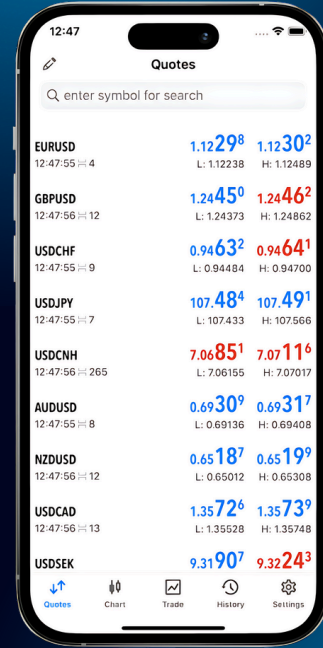 12:47
Quotes
enter symbol for search
EURUSD 1.12298 1.12302
12:47:55 4 L: 1.12238 H: 1.12489
GBPUSD 1.24450 1.24462
12:47:56 12 L: 1.24373 H: 1.24862
USDCHF 0.94632 0.94641
12:47:55 9 L: 0.94484 H: 0.94700
USDJPY 107.484 107.491
12:47:55 7 L: 107.433 H: 107.566
USDCNH 7.06851 7.07116
12:47:56 265 L: 7.06155 H: 7.07017
AUDUSD 0.69309 0.69317
12:47:55 8 L: 0.69136 H: 0.69408
NZDUSD 0.65187 0.65199
12:47:56 12 L: 0.65012 H: 0.65308
USDCAD 1.35726 1.35739
12:47:56 13 L: 1.35528 H: 1.35748
USDSEK 9.31907 9.32243
Quotes Chart Trade History Settings